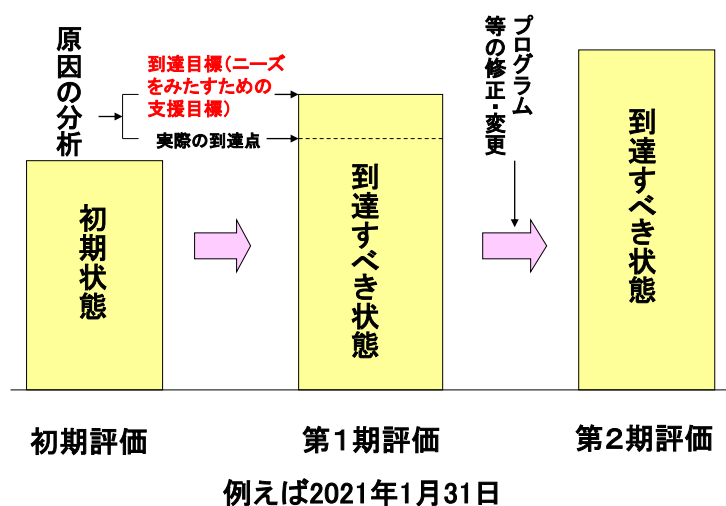 原因の分析
到達目標(ニーズ
をみたすための
支援目標)
実際の到達点
プログラム
等の修正・変更
初期状態
到達すべき状態
到達すべき状態
初期評価
第１期評価
第２期評価
例えば2021年1月31日